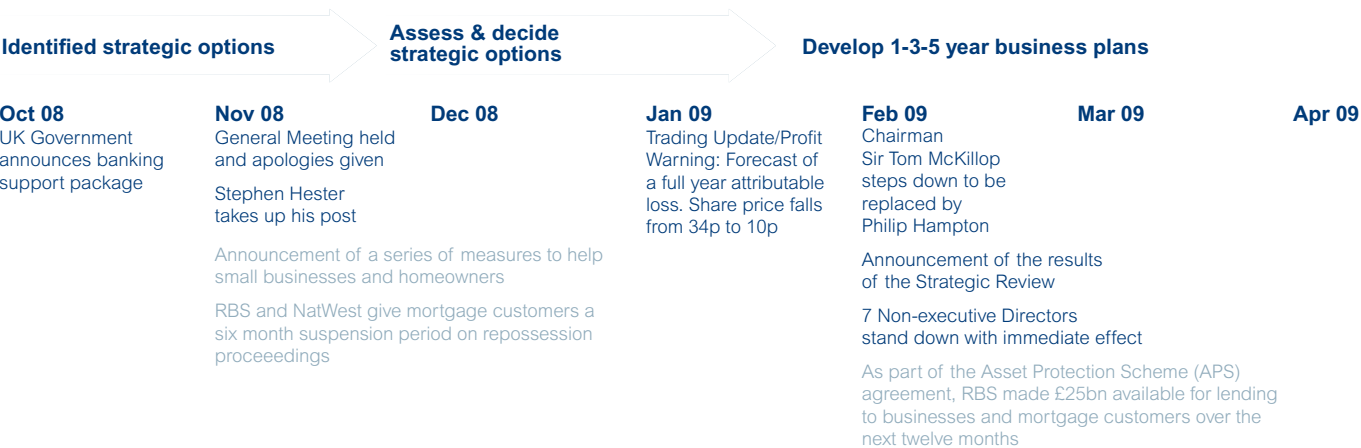 Identified strategic options
Assess & decide
strategic options
Develop 1-3-5 year business plans
Oct 08
UK Government
announces banking
support package
Nov 08
General Meeting held
and apologies given
Stephen Hester
takes up his post
Announcement of a series of measures to help
small businesses and homeowners
RBS and NatWest give mortgage customers a
six month suspension period on repossession
proceeedings
Dec 08
Jan 09
Trading Update/Profit
Warning: Forecast of
a full year attributable
loss. Share price falls
from 34p to 10p
Feb 09
Chairman
Sir Tom McKillop
steps down to be
replaced by
Philip Hampton
Announcement of the results
of the Strategic Review
7 Non-executive Directors
stand down with immediate effect
As part of the Asset Protection Scheme (APS)
agreement, RBS made £25bn available for lending
to businesses and mortgage customers over the
next twelve months
Mar 09
Apr 09